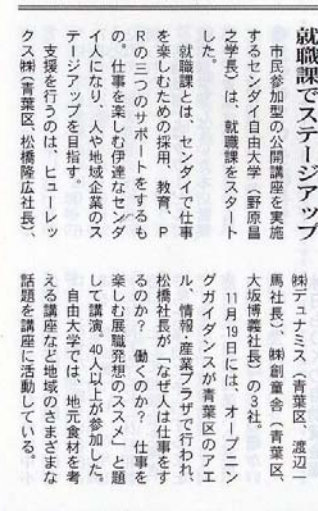 就職課でステージアップ
　市民参加型の公開講座を実施
するセンダイ自由大学（野原昌
之学長）は、就職課をスタート
した。
　就職課とは、センダイで仕事
を楽しむための採用、教育、Ｐ
Ｒの三つのサポートをするも
の。仕事を楽しむ伊達なセンダ
イ人になり、人や地域企業のス
テージアップを目指す。
　支援を行うのは、ヒューレッ
クス㈱（青葉区、松橋隆広社長）、
㈱デュナミス（青葉区、渡辺一
馬社長）、㈱創童舎（青葉区、
大坂博義社長）の３社。
　11月19日には、オープニン
グガイダンスが青葉区のアエ
ル、情報・産業プラザで行われ、
松橋社長が「なぜ人は仕事をす
るのか？　働くのか？　仕事を
楽しむ展職発想のススメ」と題
して講演。40人以上が参加した。
　自由大学では、地元食材を考
える講座など地域のさまざまな
話題を講座に活動している。